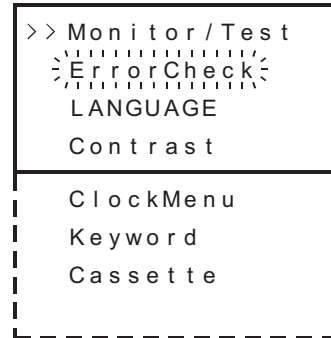 >> Monitor/Test
ErrorCheck
LANGUAGE
Contrast
ClockMenu
Keyword
Cassette